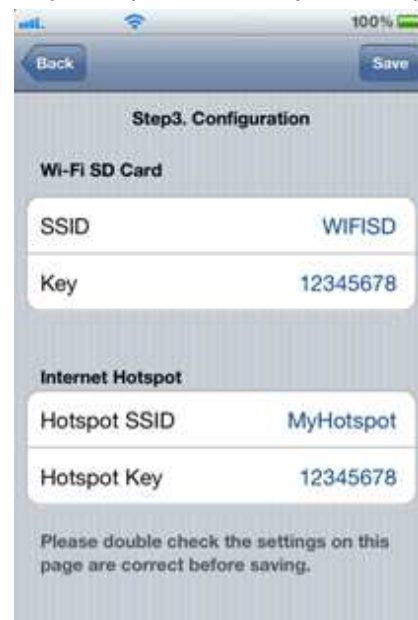 100%
Back Save
Step3. Configuration
Wi-Fi SD Card
SSID WIFISD
Key 12345678
Internet Hotspot
Hotspot SSID MyHotspot
Hotspot Key 12345678
Please double check the settings on this
page are correct before saving.